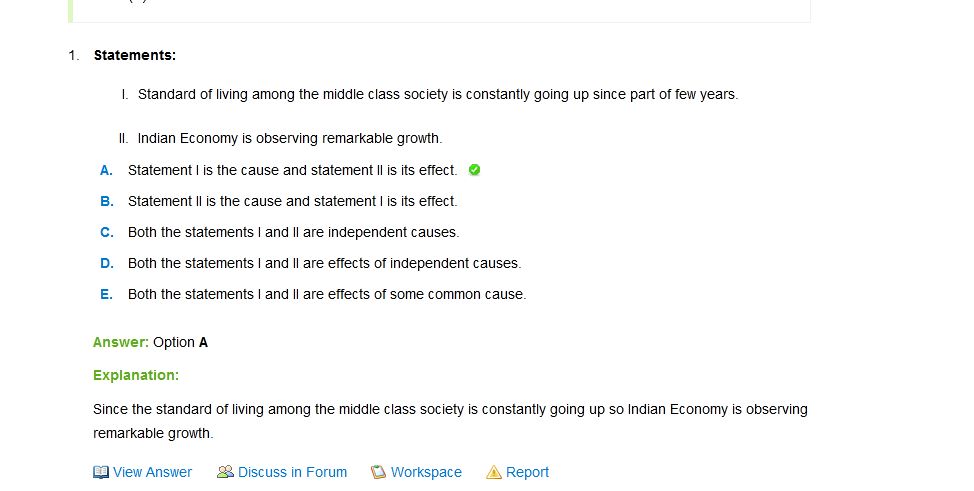 1. Statements:
I. Standard of living among the middle class society is constantly going up since part of few years.
II. Indian Economy is observing remarkable growth.
A. Statement I is the cause and statement II is its effect.
B. Statement II is the cause and statement I is its effect.
C. Both the statements I and II are independent causes.
D. Both the statements I and II are effects of independent causes.
E. Both the statements I and II are effects of some common cause.
Answer: Option A
Explanation:
Since the standard of living among the middle class society is constantly going up so Indian Economy is observing
remarkable growth.
View Answer Discuss in Forum Workspace Report